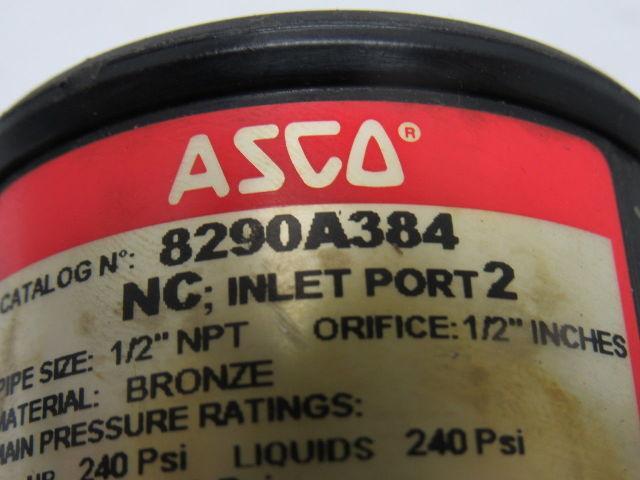 ASCO®
CATALOG Nº: 8290A384
NC; INLET PORT 2
PIPE SIZE: 1/2" NPT ORIFICE: 1/2" INCHES
MATERIAL: BRONZE
MAIN PRESSURE RATINGS:
240 Psi LIQUIDS 240 Psi